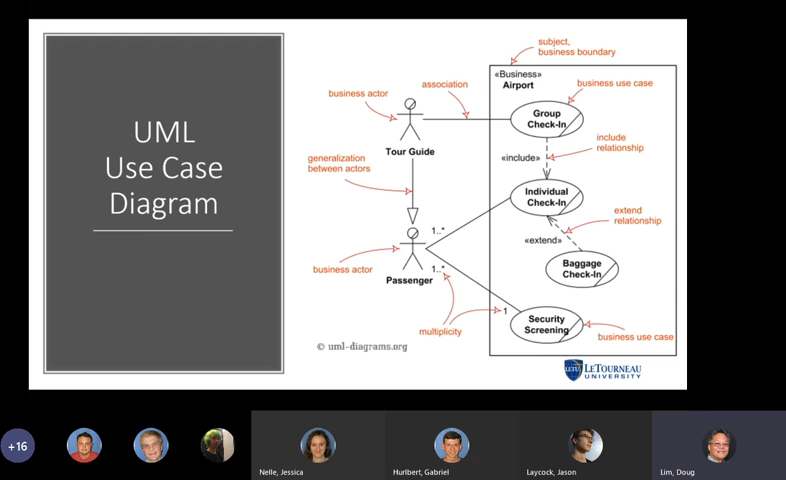 UML
Use Case
Diagram
subject,
business boundary
«Business»
Airport
business use case
association
business actor
Group
Check-In
Tour Guide
include
relationship
«include»
generalization
between actors
Individual
Check-In
extend
relationship
1..*
«extend»
business actor
1..*
Baggage
Check-In
Passenger
1
multiplicity
Security
Screening
business use case
© uml-diagrams.org
LETU
LETOURNEAU
UNIVERSITY
+16
Nelle, Jessica
Hurlbert, Gabriel
Laycock, Jason
Lim, Doug